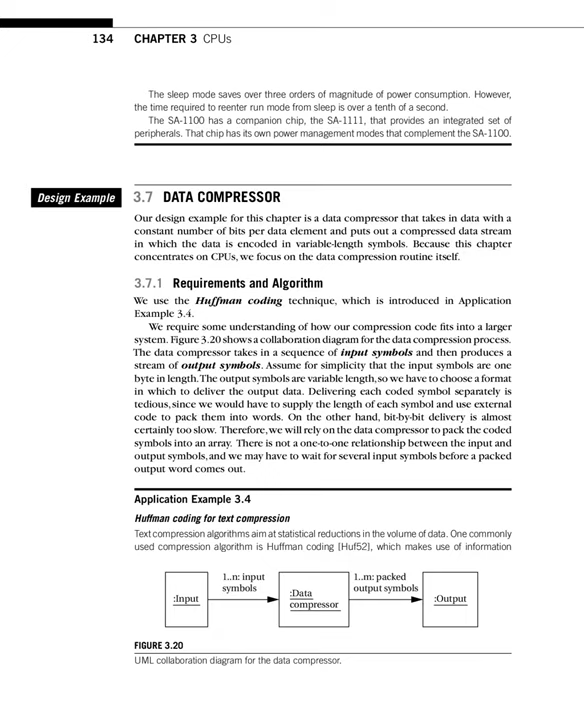 134 CHAPTER 3 CPUs
The sleep mode saves over three orders of magnitude of power consumption. However,
the time required to reenter run mode from sleep is over a tenth of a second.
The SA-1100 has a companion chip, the SA-1111, that provides an integrated set of
peripherals. That chip has its own power management modes that complement the SA-1100.
Design Example 3.7 DATA COMPRESSOR
Our design example for this chapter is a data compressor that takes in data with a
constant number of bits per data element and puts out a compressed data stream
in which the data is encoded in variable-length symbols. Because this chapter
concentrates on CPUs, we focus on the data compression routine itself.
3.7.1 Requirements and Algorithm
We use the Huffman coding technique, which is introduced in Application
Example 3.4.
We require some understanding of how our compression code fits into a larger
system. Figure 3.20 shows a collaboration diagram for the data compression process.
The data compressor takes in a sequence of input symbols and then produces a
stream of output symbols. Assume for simplicity that the input symbols are one
byte in length. The output symbols are variable length, so we have to choose a format
in which to deliver the output data. Delivering each coded symbol separately is
tedious, since we would have to supply the length of each symbol and use external
code to pack them into words. On the other hand, bit-by-bit delivery is almost
certainly too slow. Therefore, we will rely on the data compressor to pack the coded
symbols into an array. There is not a one-to-one relationship between the input and
output symbols, and we may have to wait for several input symbols before a packed
output word comes out.
Application Example 3.4
Huffman coding for text compression
Text compression algorithms aim at statistical reductions in the volume of data. One commonly
used compression algorithm is Huffman coding [Huf52], which makes use of information
:Input
1..n: input
symbols
:Data
compressor
1..m: packed
output symbols
:Output
FIGURE 3.20
UML collaboration diagram for the data compressor.